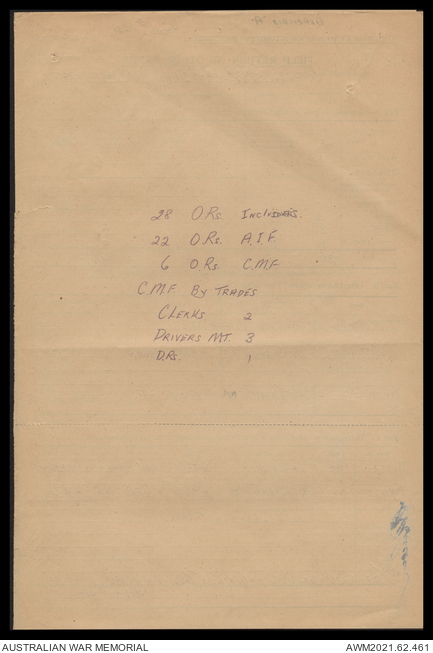 28 O.Rs. Inclusive.
22 O.Rs. A.I.F.
6 O.Rs. C.M.F.
C.M.F. By Trades
Clerks 2
Drivers M.T. 3
D.Rs. 1
AUSTRALIAN WAR MEMORIAL
AWM2021.62.461